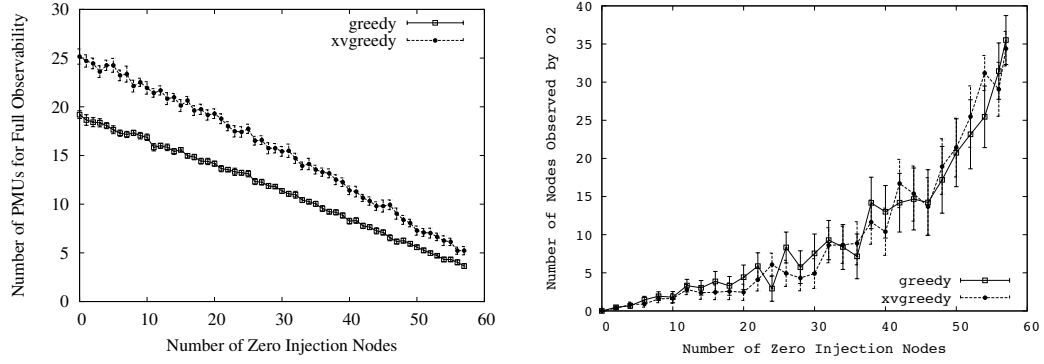 Number of PMUs for Full Observability
30
25
20
15
10
5
0
0 10 20 30 40 50 60
Number of Zero Injection Nodes
greedy
xvgreedy
Number of Nodes Observed by O2
40
35
30
25
20
15
10
5
0
0 10 20 30 40 50 60
Number of Zero Injection Nodes
greedy
xvgreedy